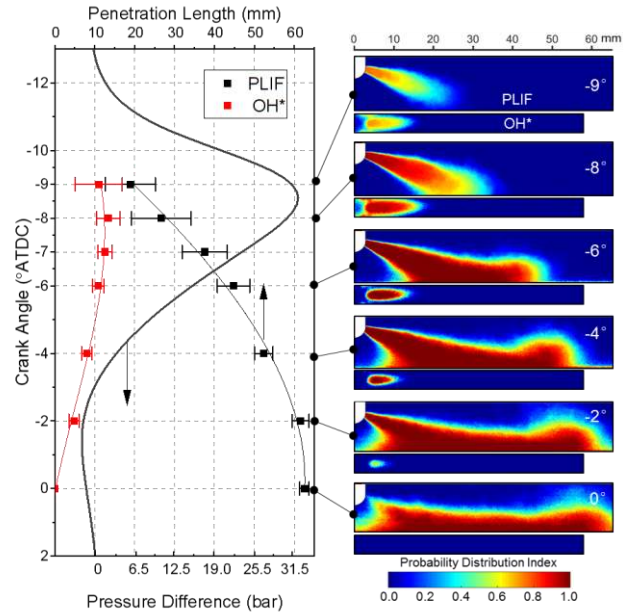 Penetration Length (mm)
0 10 20 30 40 50 60
-12
-10
-9
-8
-7
-6
-4
-2
0
2
Crank Angle (°ATDC)
PLIF
OH*
0 6.5 12.5 19.0 25.5 31.5
Pressure Difference (bar)
0 10 20 30 40 50 60 mm
-9°
PLIF
OH*
-8°
-6°
-4°
-2°
0°
Probability Distribution Index
0.0 0.2 0.4 0.6 0.8 1.0